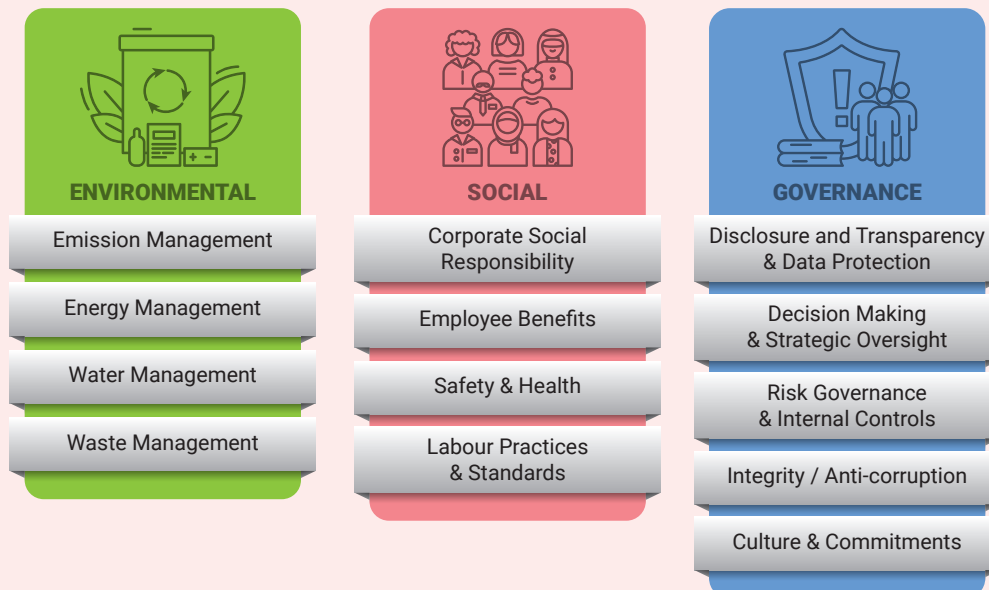 ENVIRONMENTAL
Emission Management
Energy Management
Water Management
Waste Management
SOCIAL
Corporate Social
Responsibility
Employee Benefits
Safety & Health
Labour Practices
& Standards
GOVERNANCE
Disclosure and Transparency
& Data Protection
Decision Making
& Strategic Oversight
Risk Governance
& Internal Controls
Integrity / Anti-corruption
Culture & Commitments